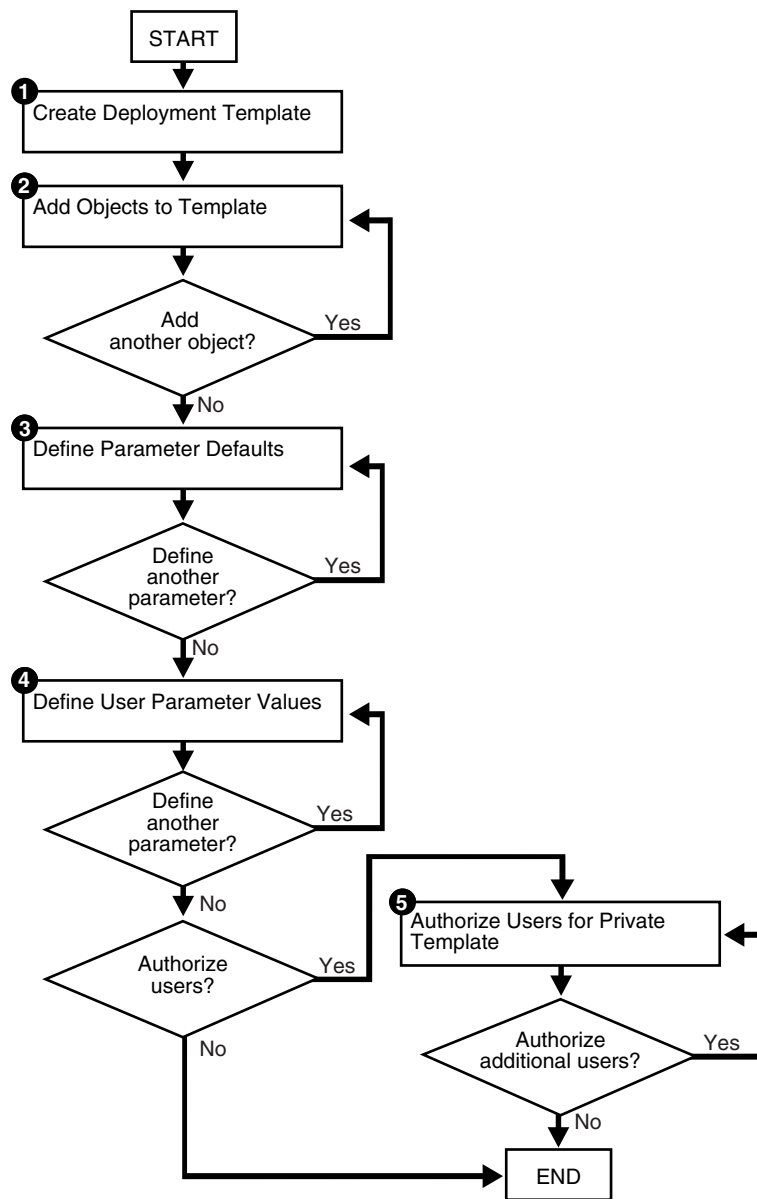 START
1
Create Deployment Template
2
Add Objects to Template
Add
another object?
Yes
No
3
Define Parameter Defaults
Define
another
parameter?
Yes
No
4
Define User Parameter Values
Define
another
parameter?
Yes
No
Authorize
users?
Yes
No
5
Authorize Users for Private
Template
Authorize
additional users?
Yes
No
END